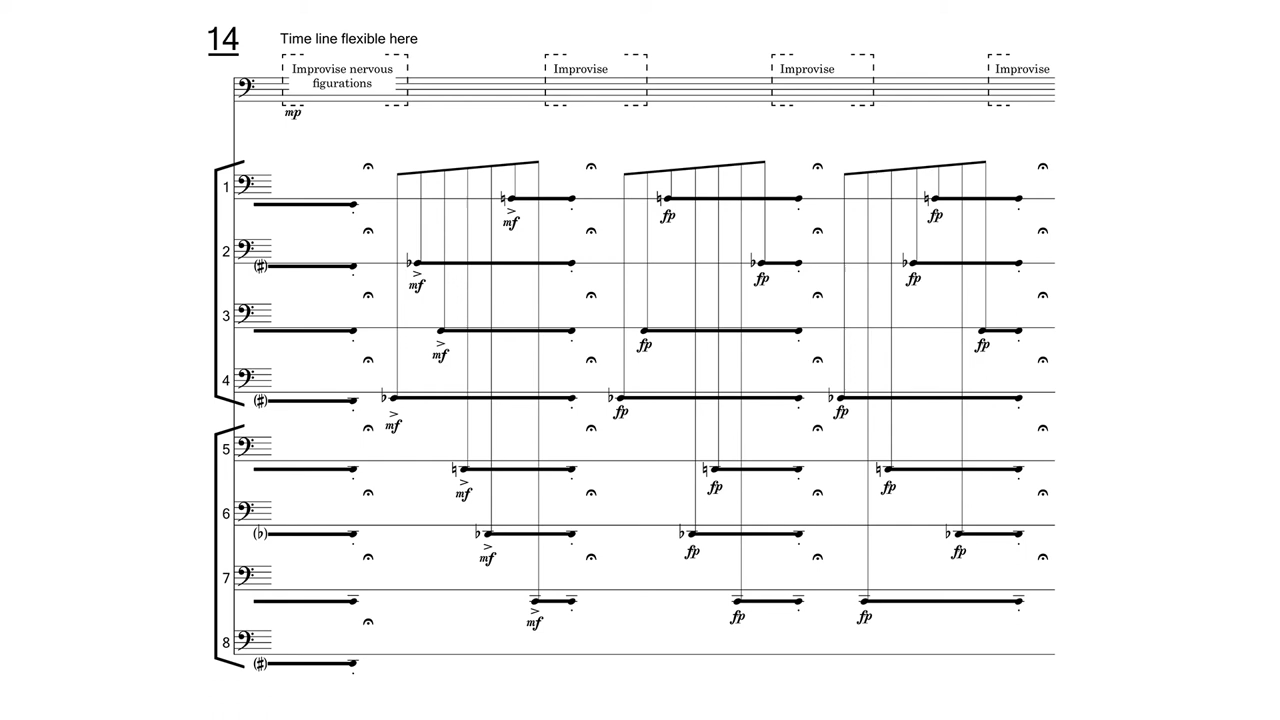 14
Time line flexible here
Improvise nervous
figurations
Improvise
Improvise
Improvise
mp
1
mf
fp
fp
2
mf
fp
fp
3
mf
fp
fp
4
mf
fp
fp
5
mf
fp
fp
6
mf
fp
fp
7
mf
fp
fp
8